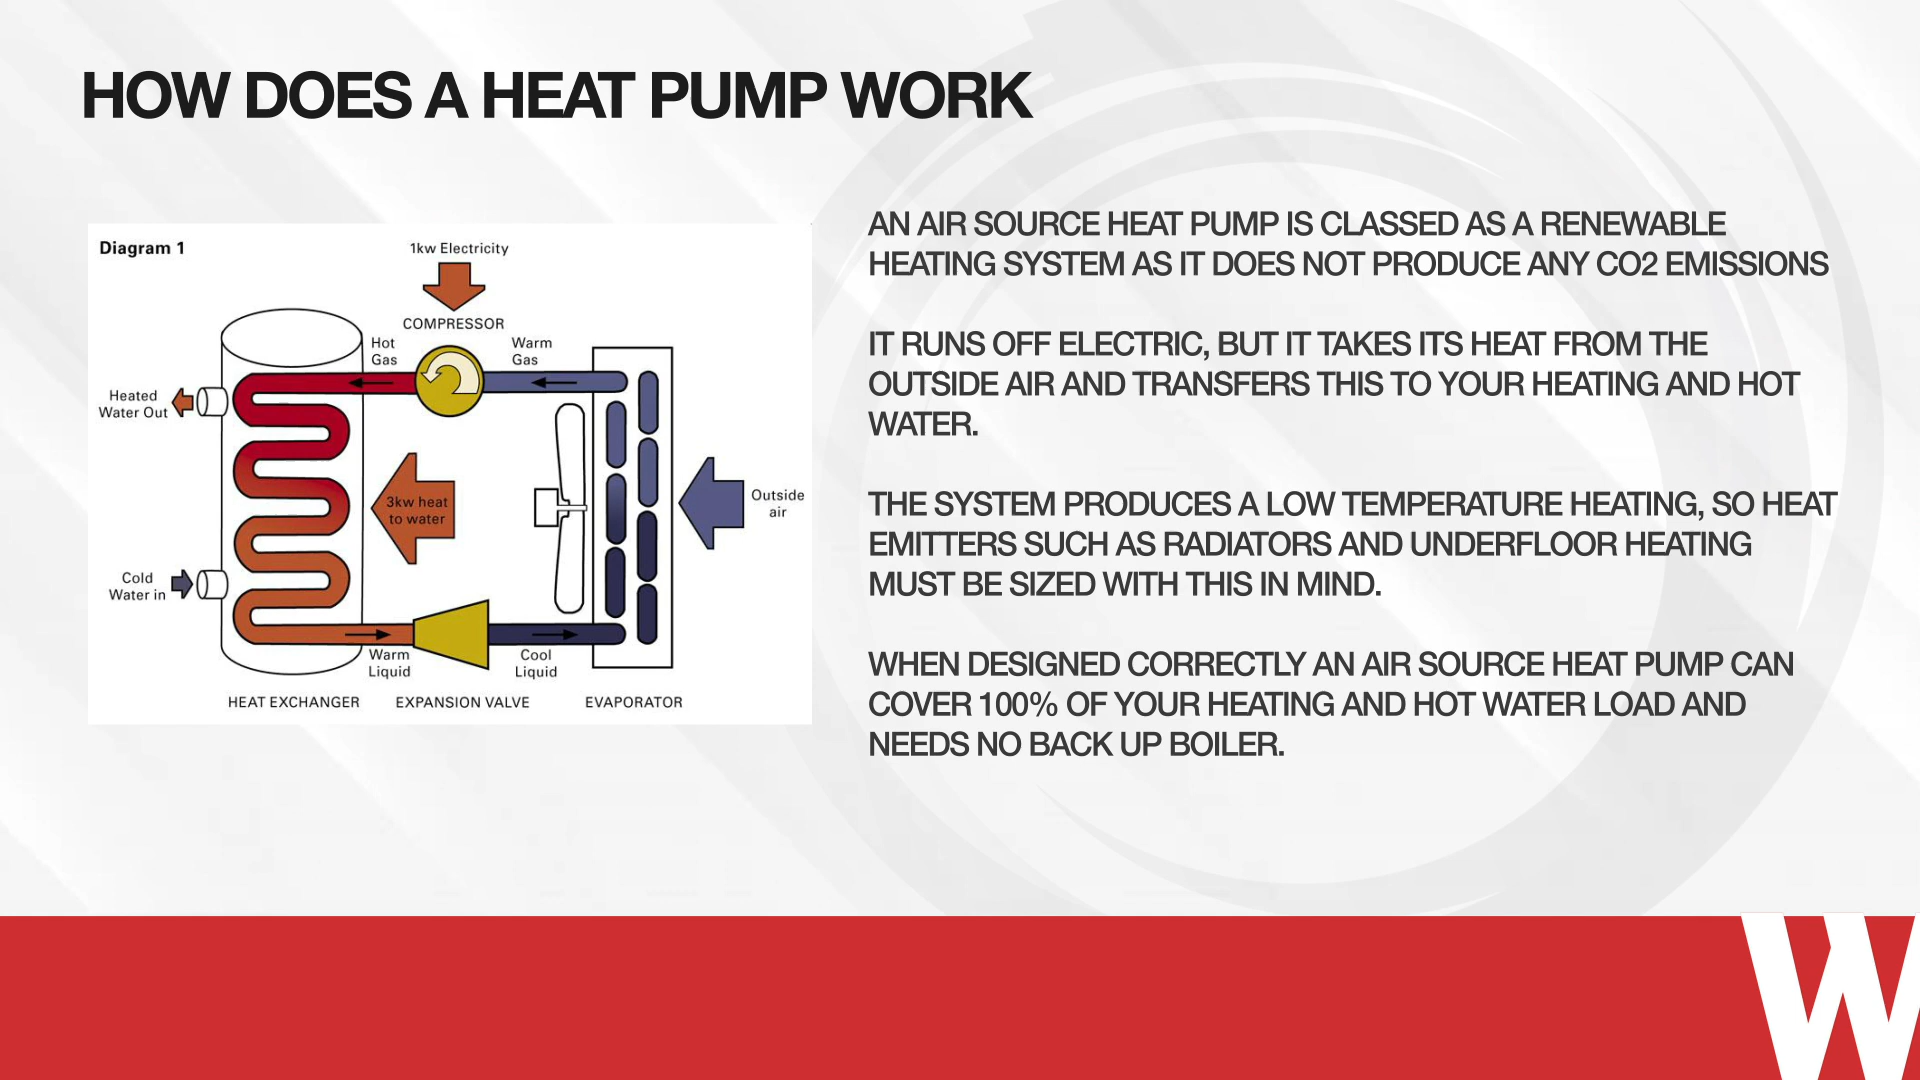 HOW DOES A HEAT PUMP WORK
Diagram 1
1kw Electricity
COMPRESSOR
Hot
Gas
Warm
Gas
Heated
Water Out
3kw heat
to water
Outside
air
Cold
Water in
Warm
Liquid
Cool
Liquid
HEAT EXCHANGER
EXPANSION VALVE
EVAPORATOR
AN AIR SOURCE HEAT PUMP IS CLASSED AS A RENEWABLE
HEATING SYSTEM AS IT DOES NOT PRODUCE ANY CO2 EMISSIONS
IT RUNS OFF ELECTRIC, BUT IT TAKES ITS HEAT FROM THE
OUTSIDE AIR AND TRANSFERS THIS TO YOUR HEATING AND HOT
WATER.
THE SYSTEM PRODUCES A LOW TEMPERATURE HEATING, SO HEAT
EMITTERS SUCH AS RADIATORS AND UNDERFLOOR HEATING
MUST BE SIZED WITH THIS IN MIND.
WHEN DESIGNED CORRECTLY AN AIR SOURCE HEAT PUMP CAN
COVER 100% OF YOUR HEATING AND HOT WATER LOAD AND
NEEDS NO BACK UP BOILER.
W